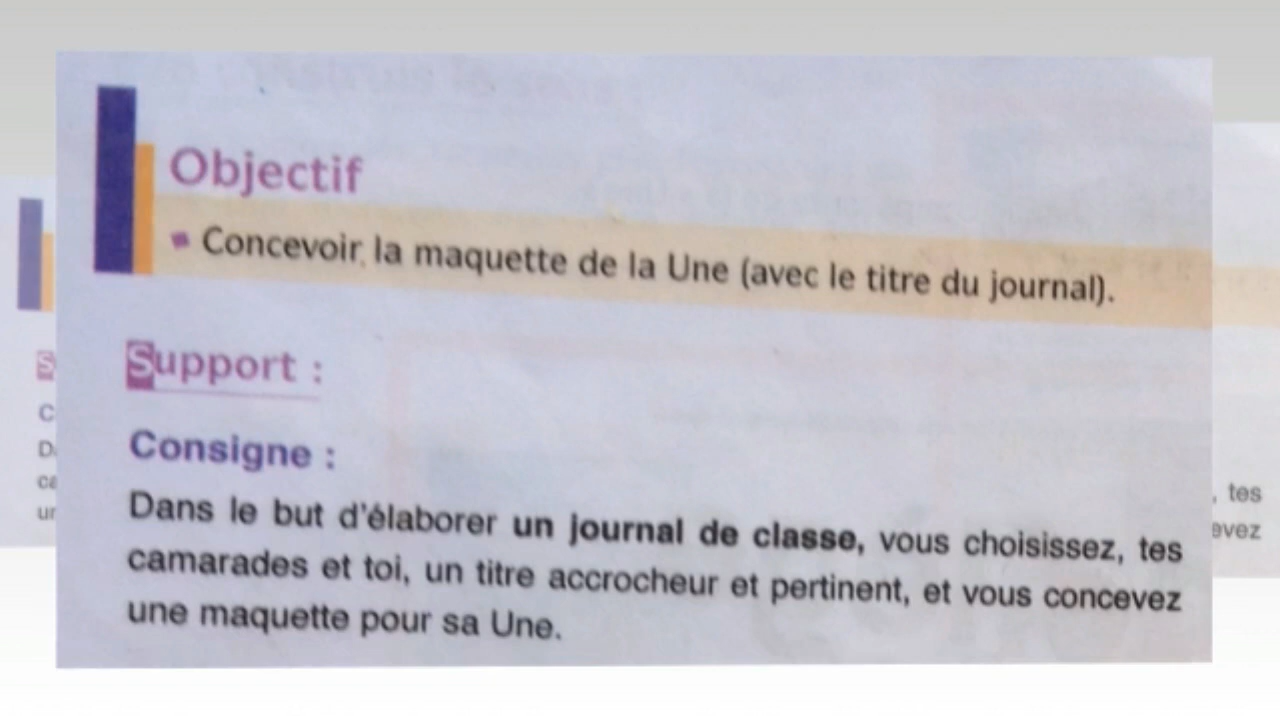 Objectif
Concevoir la maquette de la Une (avec le titre du journal).
Support :
Consigne :
Dans le but d'élaborer un journal de classe, vous choisissez, tes
camarades et toi, un titre accrocheur et pertinent, et vous concevez
une maquette pour sa Une.